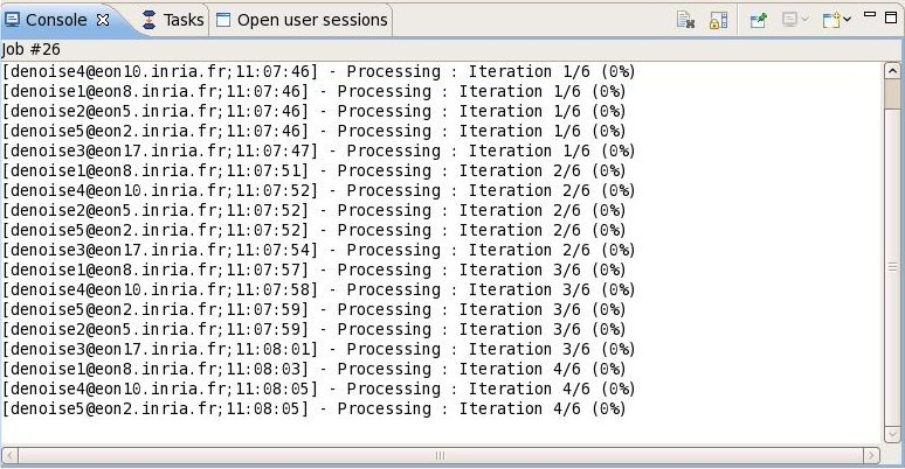 Console Tasks Open user sessions
Job #26
[denoise4@eon10.inria.fr;11:07:46] - Processing : Iteration 1/6 (0%)
[denoise1@eon8.inria.fr;11:07:46] - Processing : Iteration 1/6 (0%)
[denoise2@eon5.inria.fr;11:07:46] - Processing : Iteration 1/6 (0%)
[denoise5@eon2.inria.fr;11:07:46] - Processing : Iteration 1/6 (0%)
[denoise3@eon17.inria.fr;11:07:47] - Processing : Iteration 1/6 (0%)
[denoise1@eon8.inria.fr;11:07:51] - Processing : Iteration 2/6 (0%)
[denoise4@eon10.inria.fr;11:07:52] - Processing : Iteration 2/6 (0%)
[denoise2@eon5.inria.fr;11:07:52] - Processing : Iteration 2/6 (0%)
[denoise5@eon2.inria.fr;11:07:52] - Processing : Iteration 2/6 (0%)
[denoise3@eon17.inria.fr;11:07:54] - Processing : Iteration 2/6 (0%)
[denoise1@eon8.inria.fr;11:07:57] - Processing : Iteration 3/6 (0%)
[denoise4@eon10.inria.fr;11:07:58] - Processing : Iteration 3/6 (0%)
[denoise5@eon2.inria.fr;11:07:59] - Processing : Iteration 3/6 (0%)
[denoise2@eon5.inria.fr;11:07:59] - Processing : Iteration 3/6 (0%)
[denoise3@eon17.inria.fr;11:08:01] - Processing : Iteration 3/6 (0%)
[denoise1@eon8.inria.fr;11:08:03] - Processing : Iteration 4/6 (0%)
[denoise4@eon10.inria.fr;11:08:05] - Processing : Iteration 4/6 (0%)
[denoise5@eon2.inria.fr;11:08:05] - Processing : Iteration 4/6 (0%)